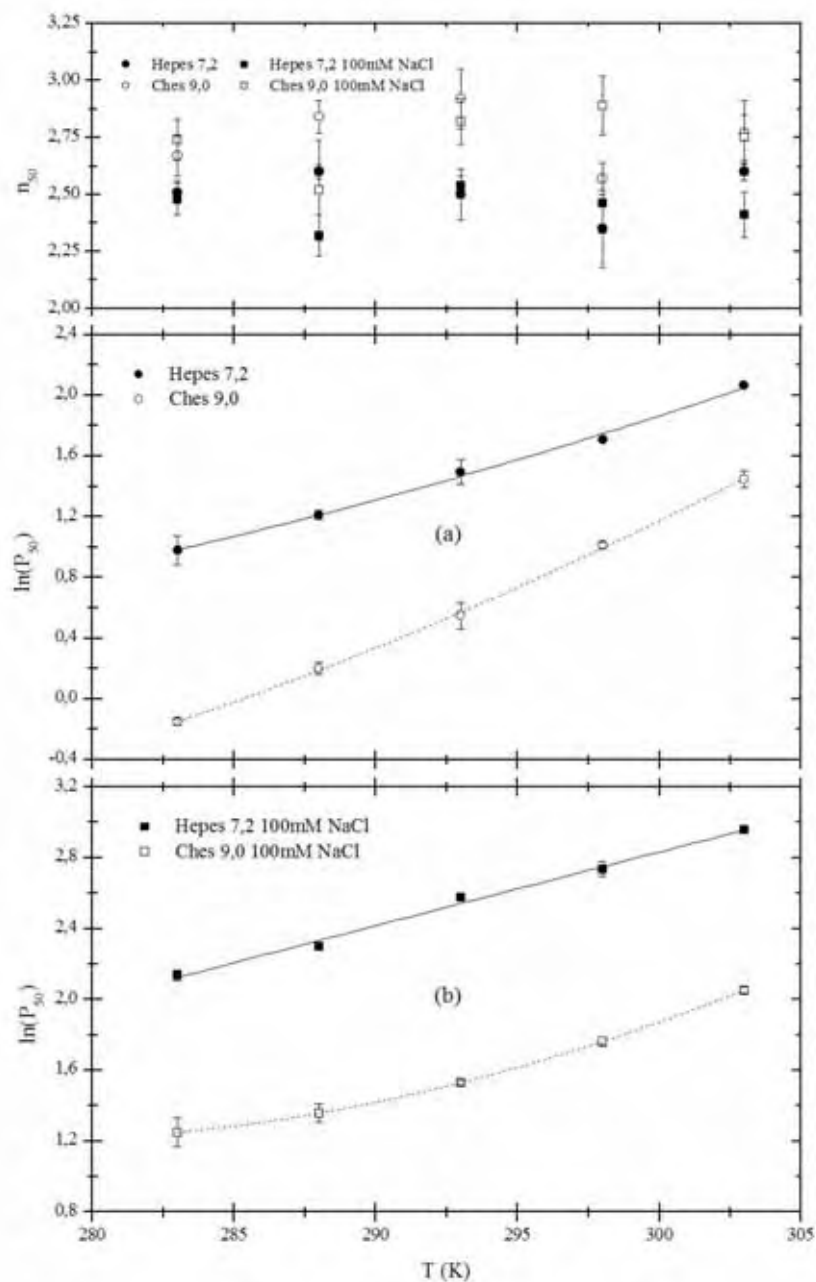 3,25
3,00
2,75
2,50
2,25
2,00
n50
Hepes 7,2 Hepes 7,2 100mM NaCl
Ches 9,0 Ches 9,0 100mM NaCl
2,4
2,0
1,6
1,2
0,8
0,4
0,0
-0,4
ln(P50)
Hepes 7,2
Ches 9,0
(a)
3,2
2,8
2,4
2,0
1,6
1,2
0,8
ln(P50)
Hepes 7,2 100mM NaCl
Ches 9,0 100mM NaCl
(b)
280 285 290 295 300 305
T (K)